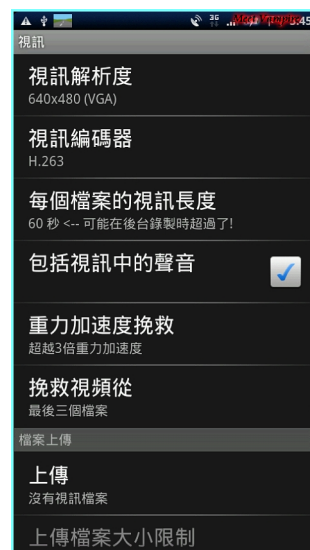 3G
5:45
視訊
視訊解析度
640x480 (VGA)
視訊編碼器
H.263
每個檔案的視訊長度
60 秒 <-- 可能在後台錄製時超過了!
包括視訊中的聲音
重力加速度挽救
超越3倍重力加速度
挽救視頻從
最後三個檔案
檔案上傳
上傳
沒有視訊檔案
上傳檔案大小限制